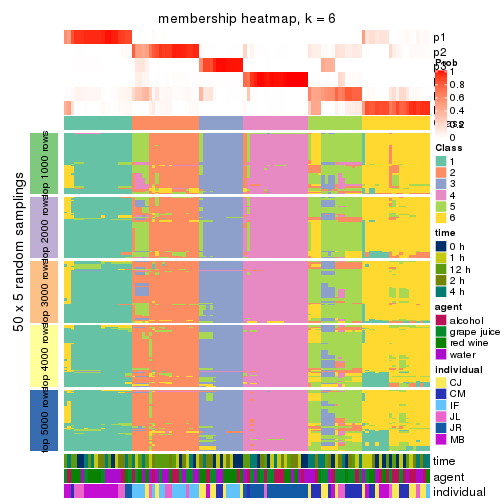 membership heatmap, k = 6
p1
p2
p3
Prob
1
0.8
0.6
0.4
0.2
0
Class
1
2
3
4
5
6
time
0 h
1 h
12 h
2 h
4 h
agent
alcohol
grape juice
red wine
water
individual
CJ
CM
IF
JL
JR
MB
50 x 5 random samplings
top 1000 rows
top 2000 rows
top 3000 rows
top 4000 rows
top 5000 rows
time
agent
individual